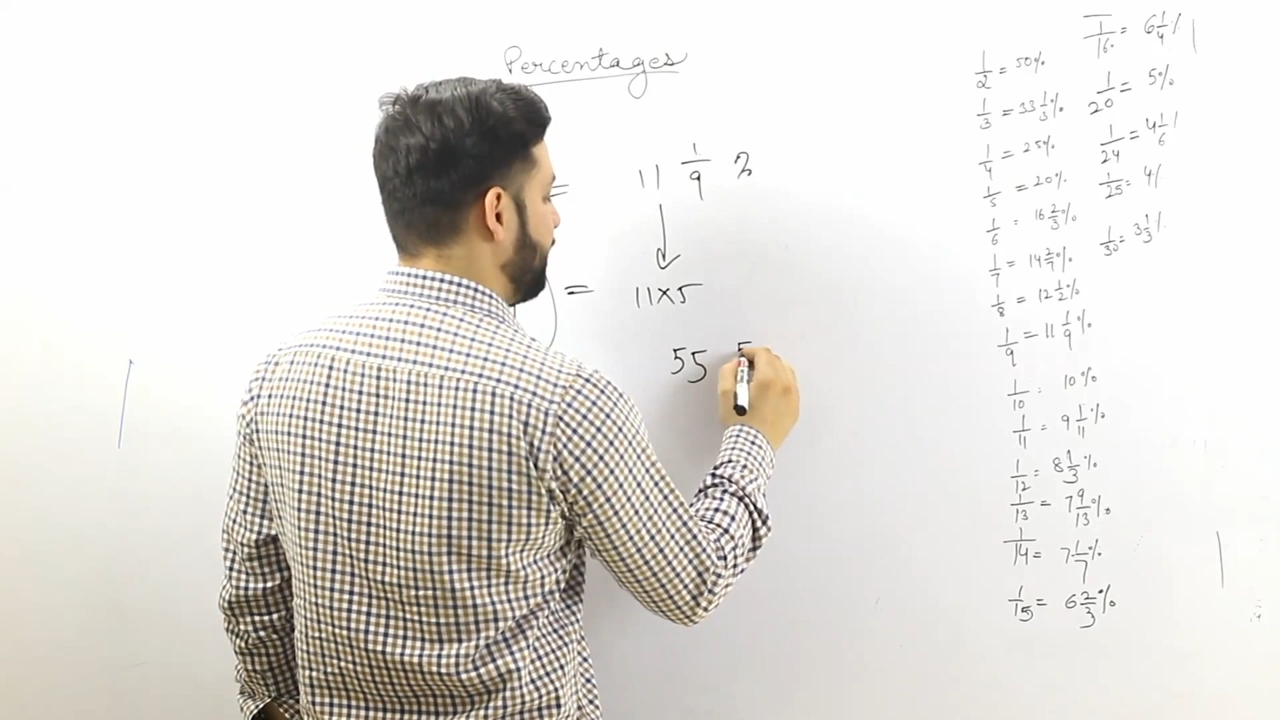 Percentages
= 11 1/9 2
= 11×5
55 5
1/2 = 50%
1/3 = 33 1/3%
1/4 = 25%
1/5 = 20%
1/6 = 16 2/3%
1/7 = 14 2/7%
1/8 = 12 1/2%
1/9 = 11 1/9%
1/10 = 10%
1/11 = 9 1/11%
1/12 = 8 1/3%
1/13 = 7 9/13%
1/14 = 7 1/7%
1/15 = 6 2/3%
1/16 = 6 1/4%
1/20 = 5%
1/24 = 4 1/6
1/25 = 4/
1/30 = 3 1/3%